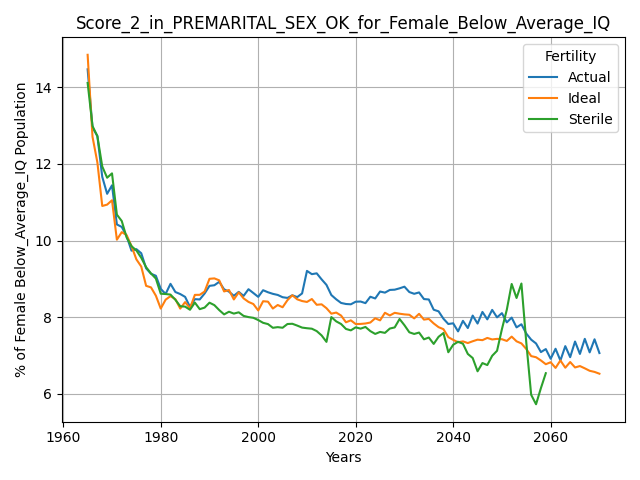 Score_2_in_PREMARITAL_SEX_OK_for_Female_Below_Average_IQ
Fertility
Actual
Ideal
Sterile
% of Female Below_Average_IQ Population
14
12
10
8
6
1960 1980 2000 2020 2040 2060
Years